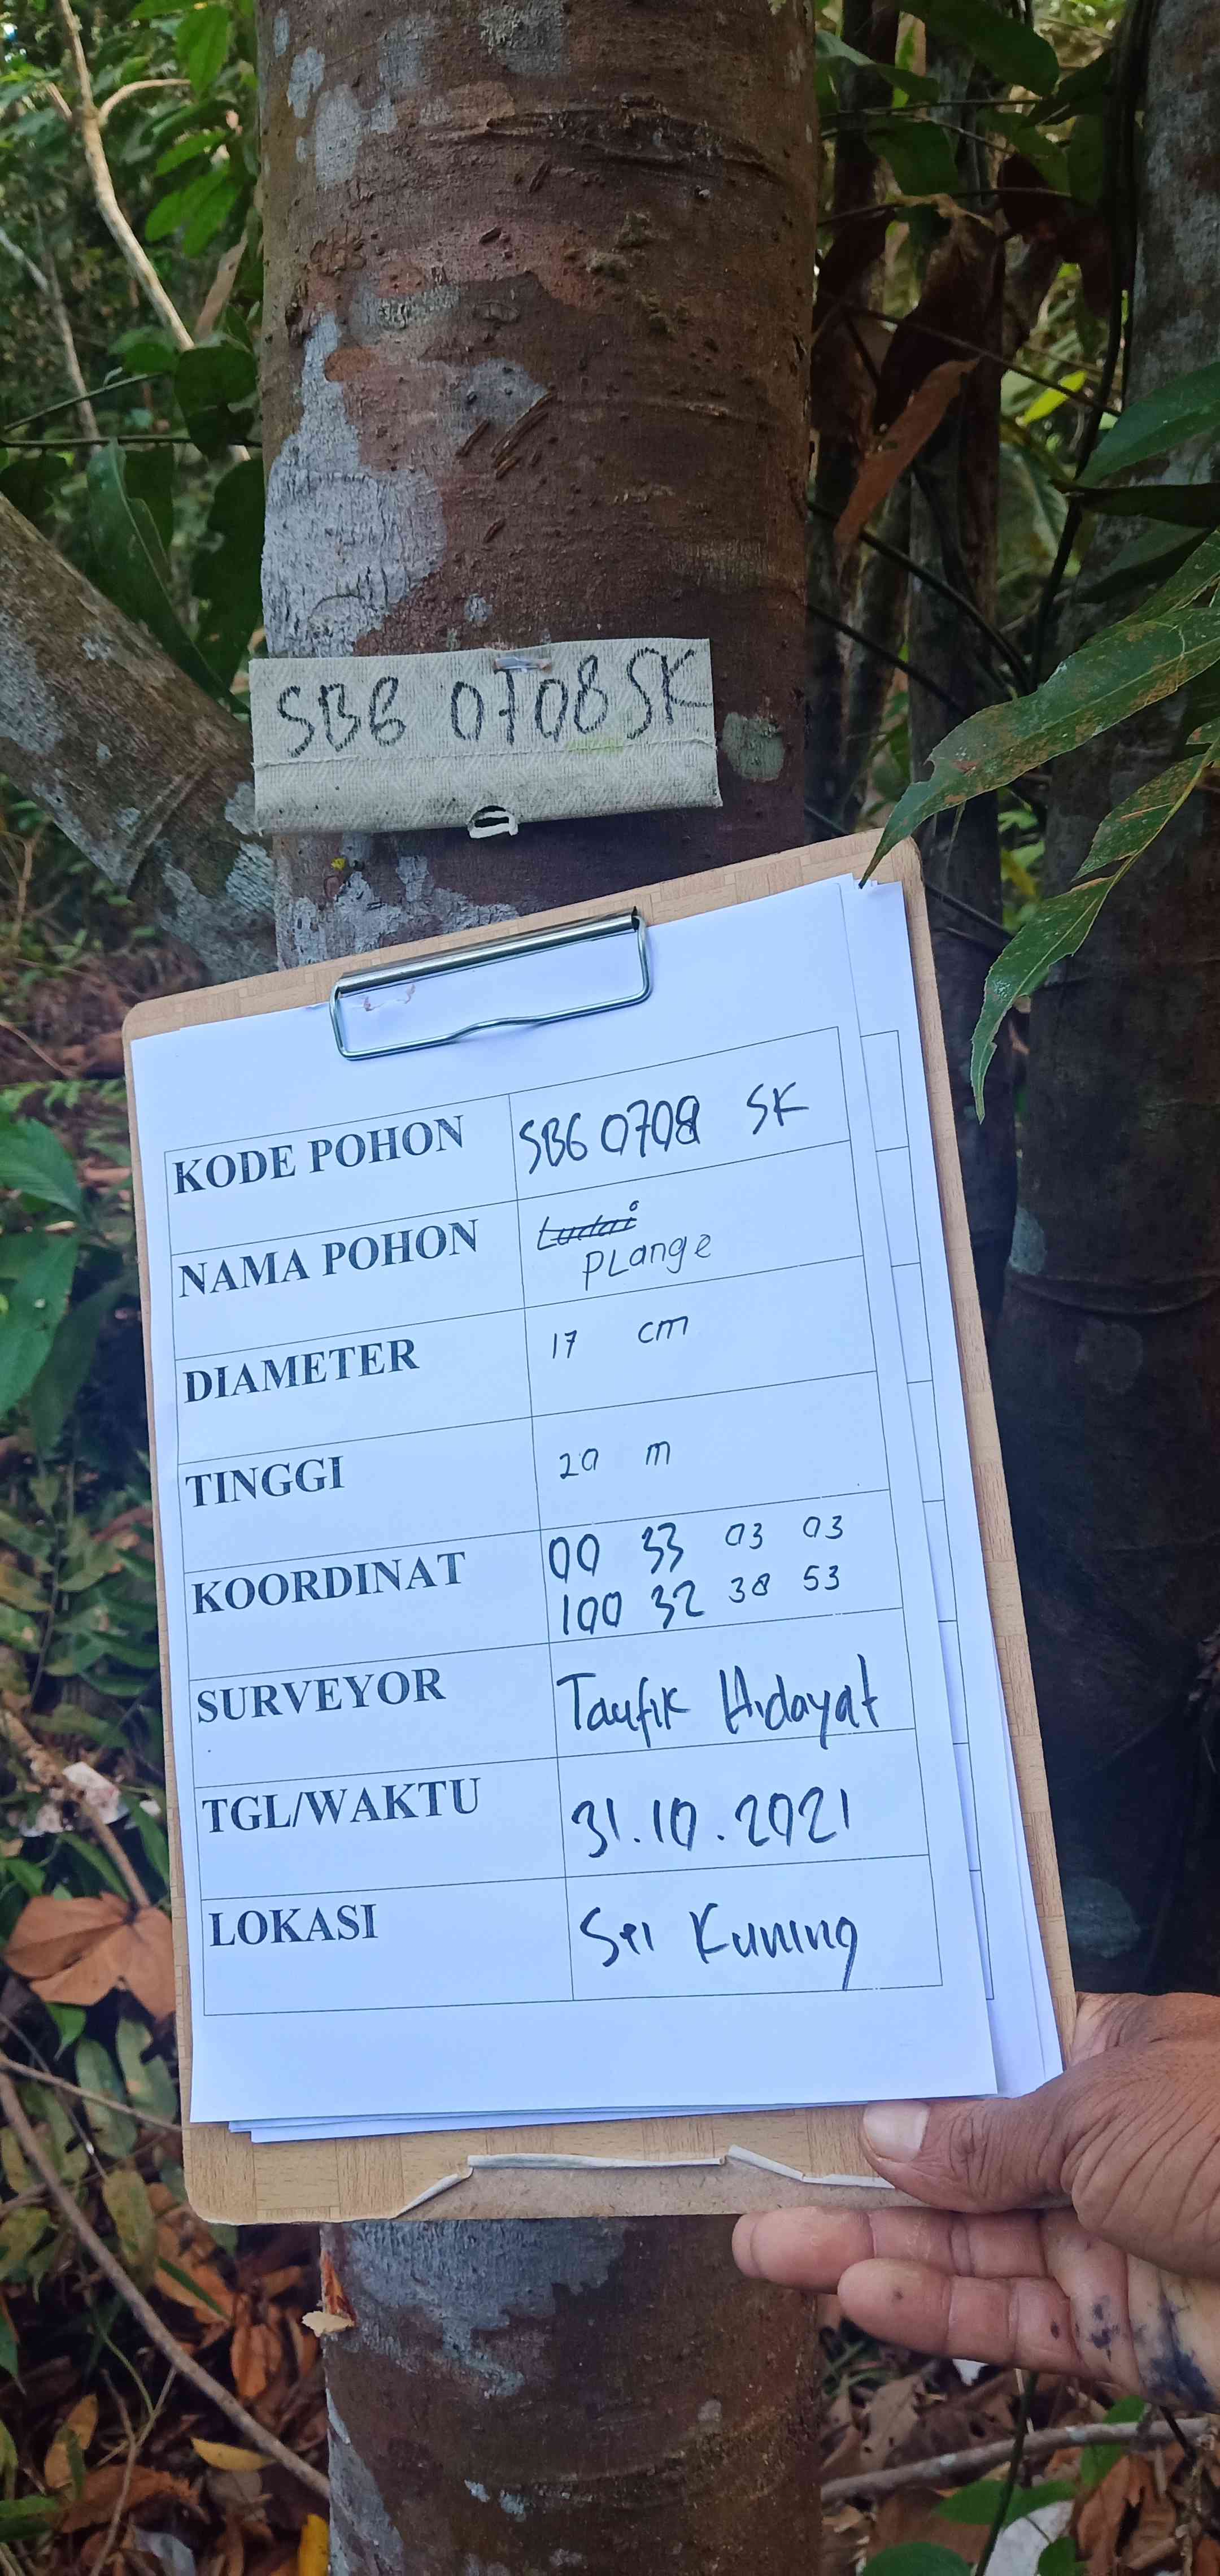 SBB 0708 SK
KODE POHON SBB 0708 SK
NAMA POHON Ludai
PLange
DIAMETER 17 cm
TINGGI 20 m
KOORDINAT 00 33 03 03
100 32 38 53
SURVEYOR Taufik Hidayat
TGL/WAKTU 31.10.2021
LOKASI Sri Kuning